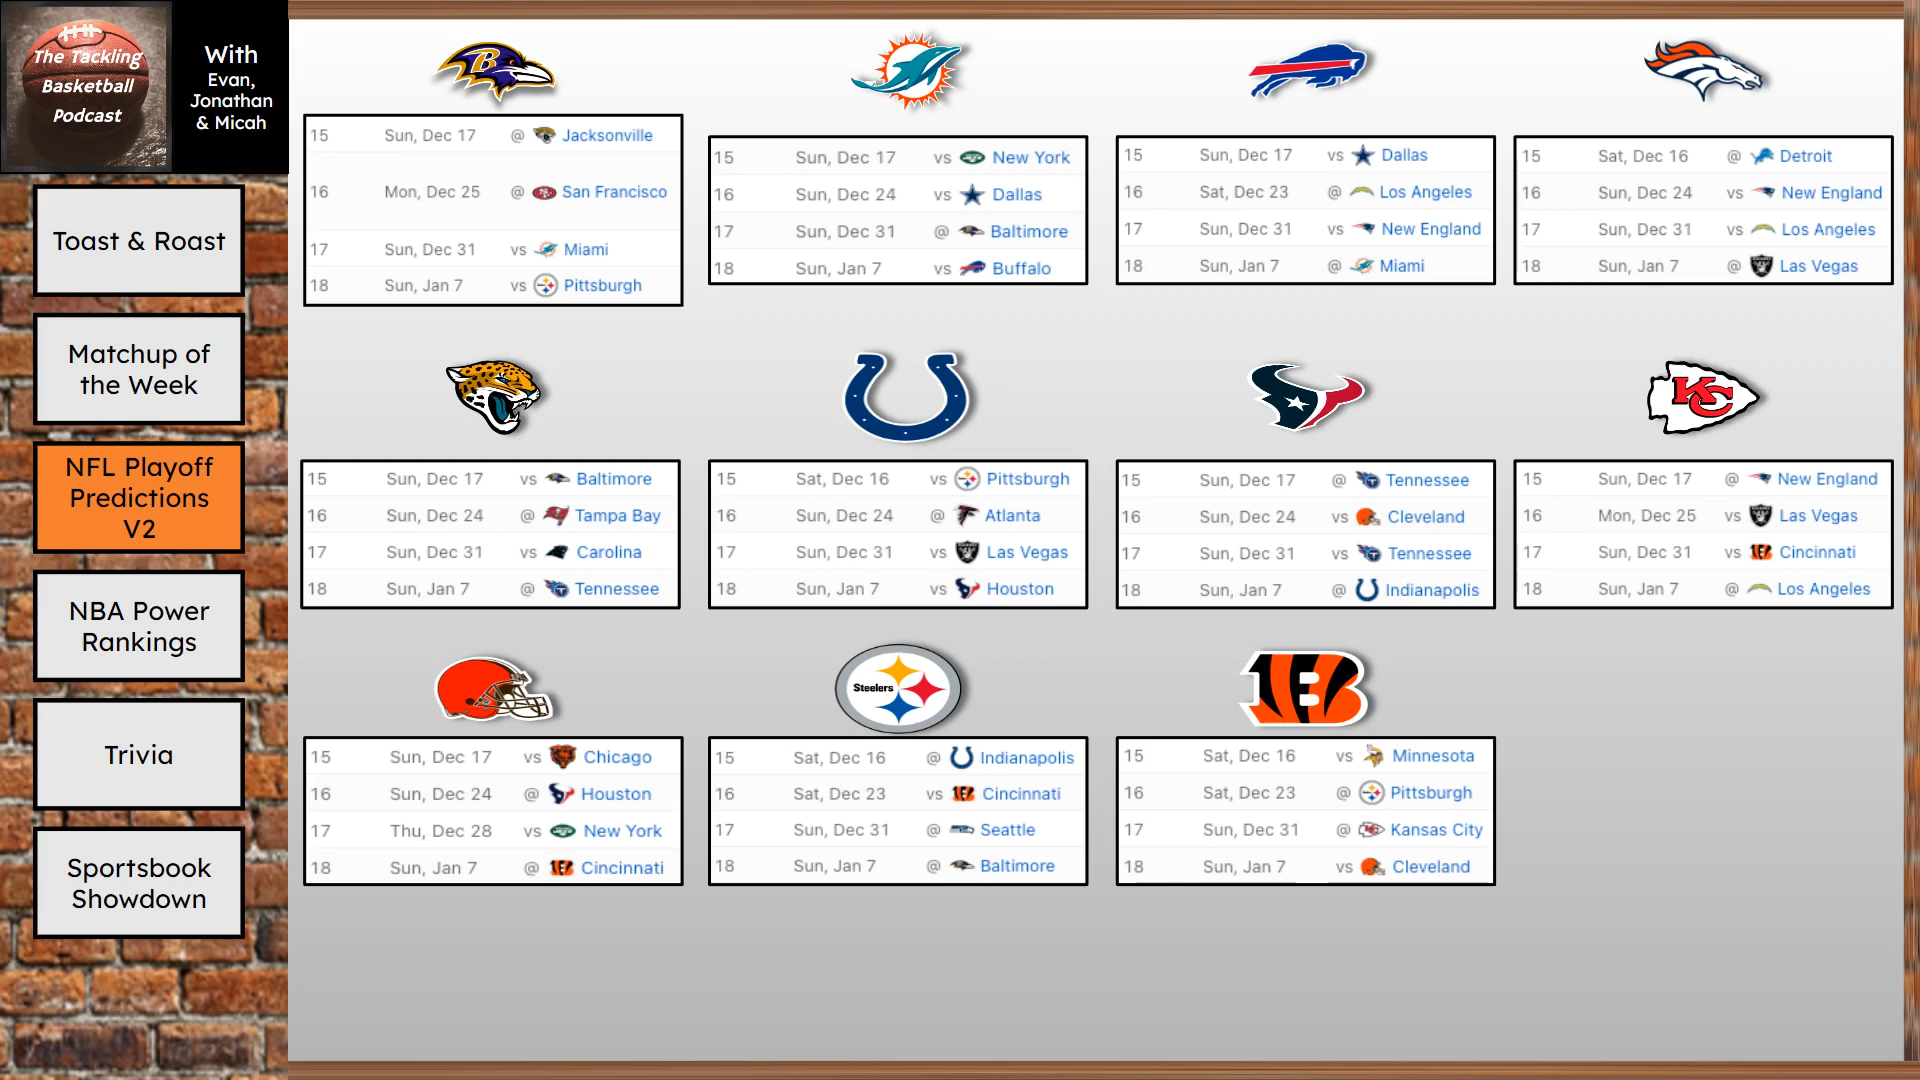 The Tackling
Basketball
Podcast
With
Evan,
Jonathan
& Micah
Toast & Roast
Matchup of
the Week
NFL Playoff
Predictions
V2
NBA Power
Rankings
Trivia
Sportsbook
Showdown
B
15 Sun, Dec 17 @ Jacksonville
16 Mon, Dec 25 @ San Francisco
17 Sun, Dec 31 vs Miami
18 Sun, Jan 7 vs Pittsburgh
15 Sun, Dec 17 vs New York
16 Sun, Dec 24 vs Dallas
17 Sun, Dec 31 @ Baltimore
18 Sun, Jan 7 vs Buffalo
15 Sun, Dec 17 vs Dallas
16 Sat, Dec 23 @ Los Angeles
17 Sun, Dec 31 vs New England
18 Sun, Jan 7 @ Miami
15 Sat, Dec 16 @ Detroit
16 Sun, Dec 24 vs New England
17 Sun, Dec 31 vs Los Angeles
18 Sun, Jan 7 @ Las Vegas
15 Sun, Dec 17 vs Baltimore
16 Sun, Dec 24 @ Tampa Bay
17 Sun, Dec 31 vs Carolina
18 Sun, Jan 7 @ Tennessee
15 Sat, Dec 16 vs Pittsburgh
16 Sun, Dec 24 @ Atlanta
17 Sun, Dec 31 vs Las Vegas
18 Sun, Jan 7 vs Houston
15 Sun, Dec 17 @ Tennessee
16 Sun, Dec 24 vs Cleveland
17 Sun, Dec 31 vs Tennessee
18 Sun, Jan 7 @ Indianapolis
KC
15 Sun, Dec 17 @ New England
16 Mon, Dec 25 vs Las Vegas
17 Sun, Dec 31 vs Cincinnati
18 Sun, Jan 7 @ Los Angeles
15 Sun, Dec 17 vs Chicago
16 Sun, Dec 24 @ Houston
17 Thu, Dec 28 vs New York
18 Sun, Jan 7 @ Cincinnati
Steelers
15 Sat, Dec 16 @ Indianapolis
16 Sat, Dec 23 vs Cincinnati
17 Sun, Dec 31 @ Seattle
18 Sun, Jan 7 @ Baltimore
B
15 Sat, Dec 16 vs Minnesota
16 Sat, Dec 23 @ Pittsburgh
17 Sun, Dec 31 @ Kansas City
18 Sun, Jan 7 vs Cleveland